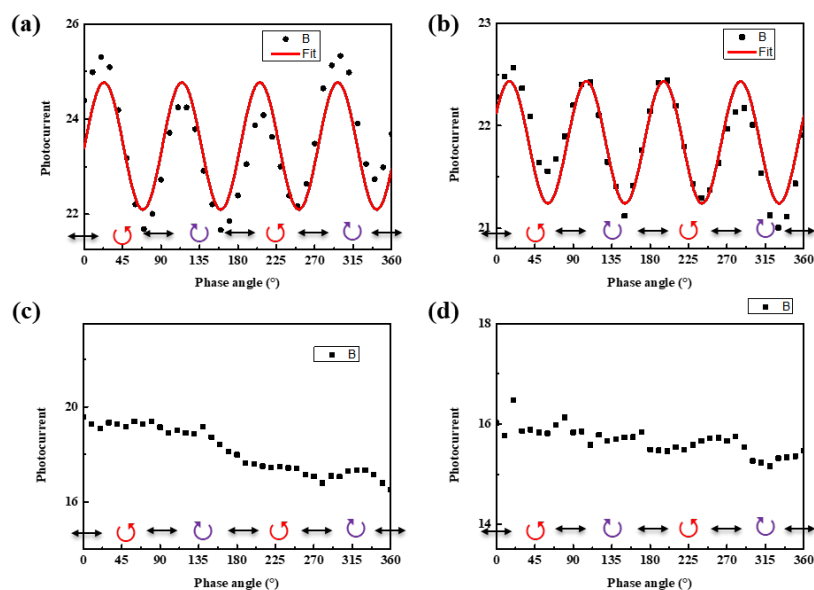 (a)
26
24
22
Photocurrent
B
Fit
0 45 90 135 180 225 270 315 360
Phase angle (°)
(b)
23
22
21
Photocurrent
B
Fit
0 45 90 135 180 225 270 315 360
Phase angle (°)
(c)
20
16
Photocurrent
B
0 45 90 135 180 225 270 315 360
Phase angle (°)
(d)
18
16
14
Photocurrent
B
0 45 90 135 180 225 270 315 360
Phase angle (°)